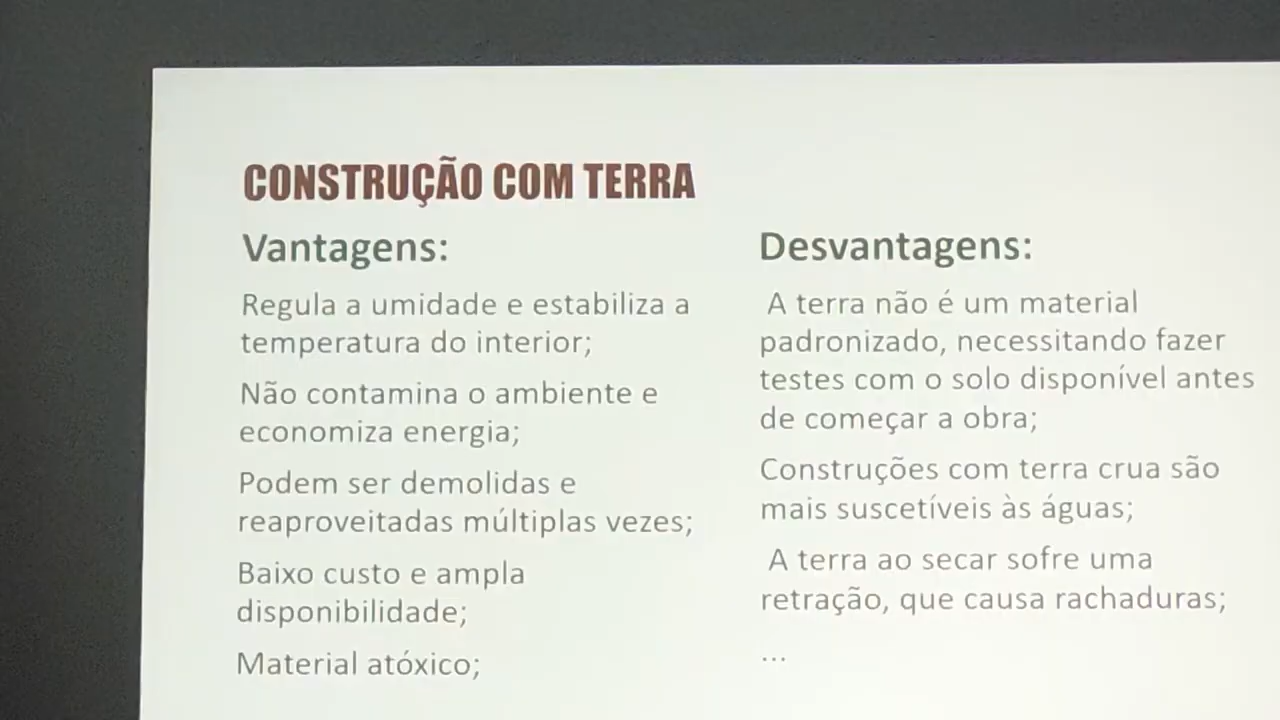 CONSTRUÇÃO COM TERRA
Vantagens:
Regula a umidade e estabiliza a
temperatura do interior;
Não contamina o ambiente e
economiza energia;
Podem ser demolidas e
reaproveitadas múltiplas vezes;
Baixo custo e ampla
disponibilidade;
Material atóxico;
Desvantagens:
A terra não é um material
padronizado, necessitando fazer
testes com o solo disponível antes
de começar a obra;
Construções com terra crua são
mais suscetíveis às águas;
A terra ao secar sofre uma
retração, que causa rachaduras;
...